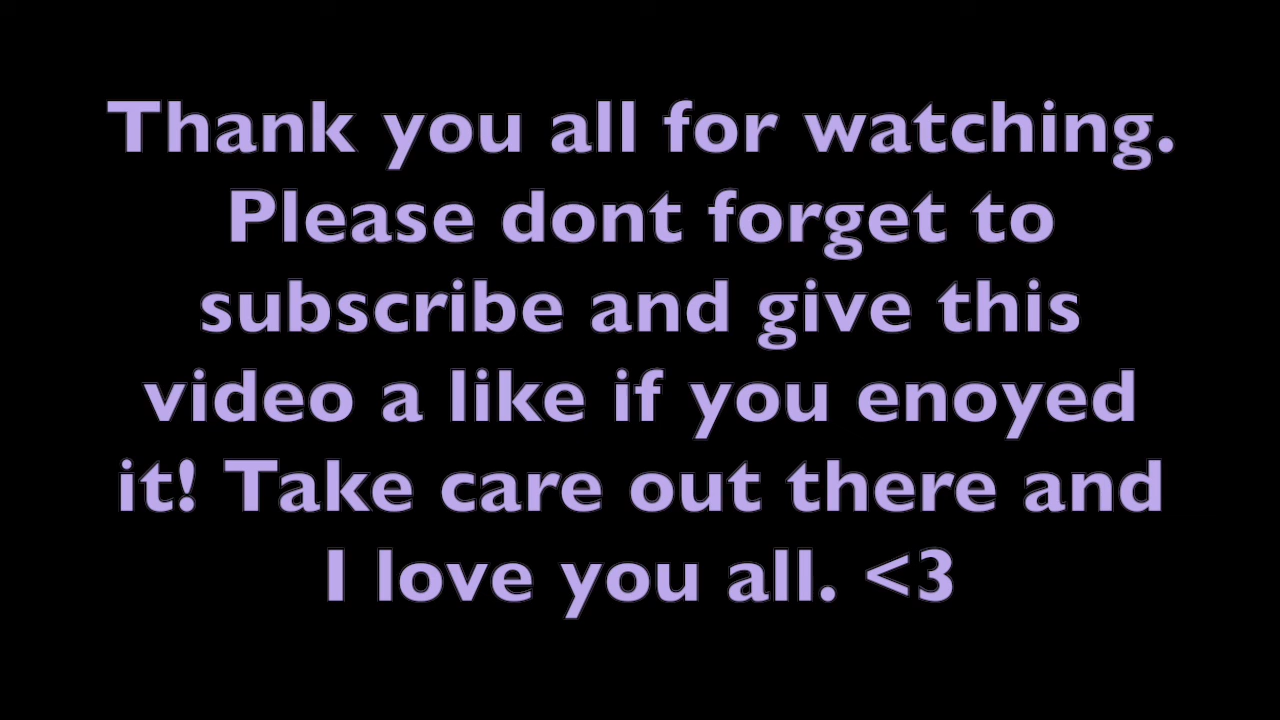 Thank you all for watching.
Please dont forget to
subscribe and give this
video a like if you enoyed
it! Take care out there and
I love you all. <3